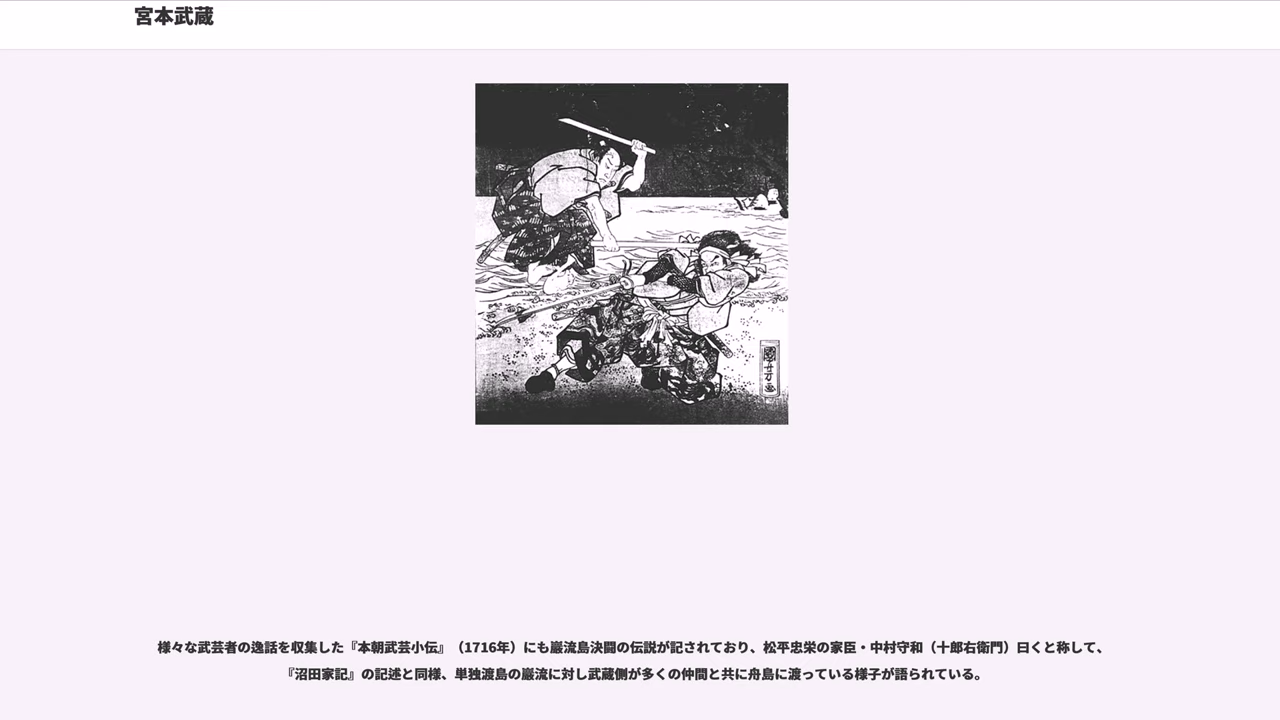 宮本武蔵
國芳画
様々な武芸者の逸話を収集した『本朝武芸小伝』（1716年）にも巌流島決闘の伝説が記されており、松平忠栄の家臣・中村守和（十郎右衛門）曰くと称して、
『沼田家記』の記述と同様、単独渡島の巌流に対し武蔵側が多くの仲間と共に舟島に渡っている様子が語られている。